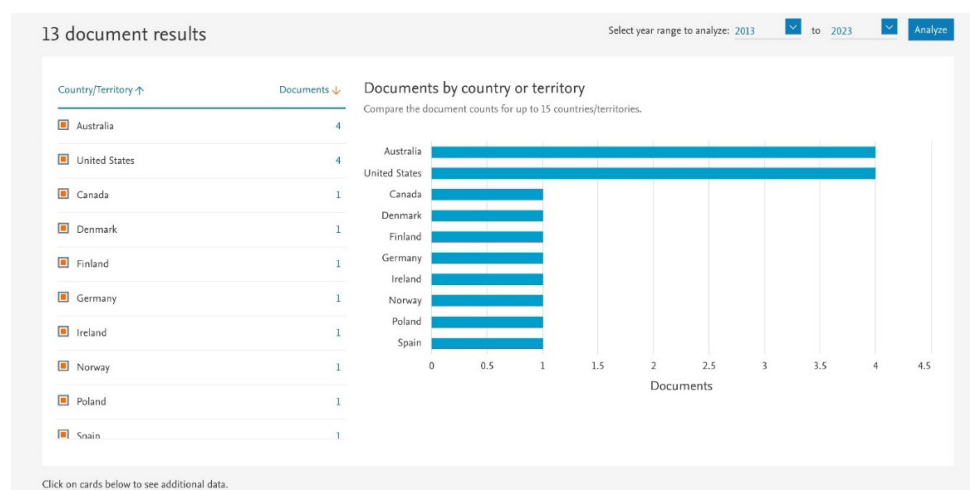 13 document results
Select year range to analyze: 2013 to 2023 Analyze
Country/Territory ↑ Documents ↓
Australia 4
United States 4
Canada 1
Denmark 1
Finland 1
Germany 1
Ireland 1
Norway 1
Poland 1
Spain 1
Documents by country or territory
Compare the document counts for up to 15 countries/territories.
Australia
United States
Canada
Denmark
Finland
Germany
Ireland
Norway
Poland
Spain
0 0.5 1 1.5 2 2.5 3 3.5 4 4.5
Documents
Click on cards below to see additional data.